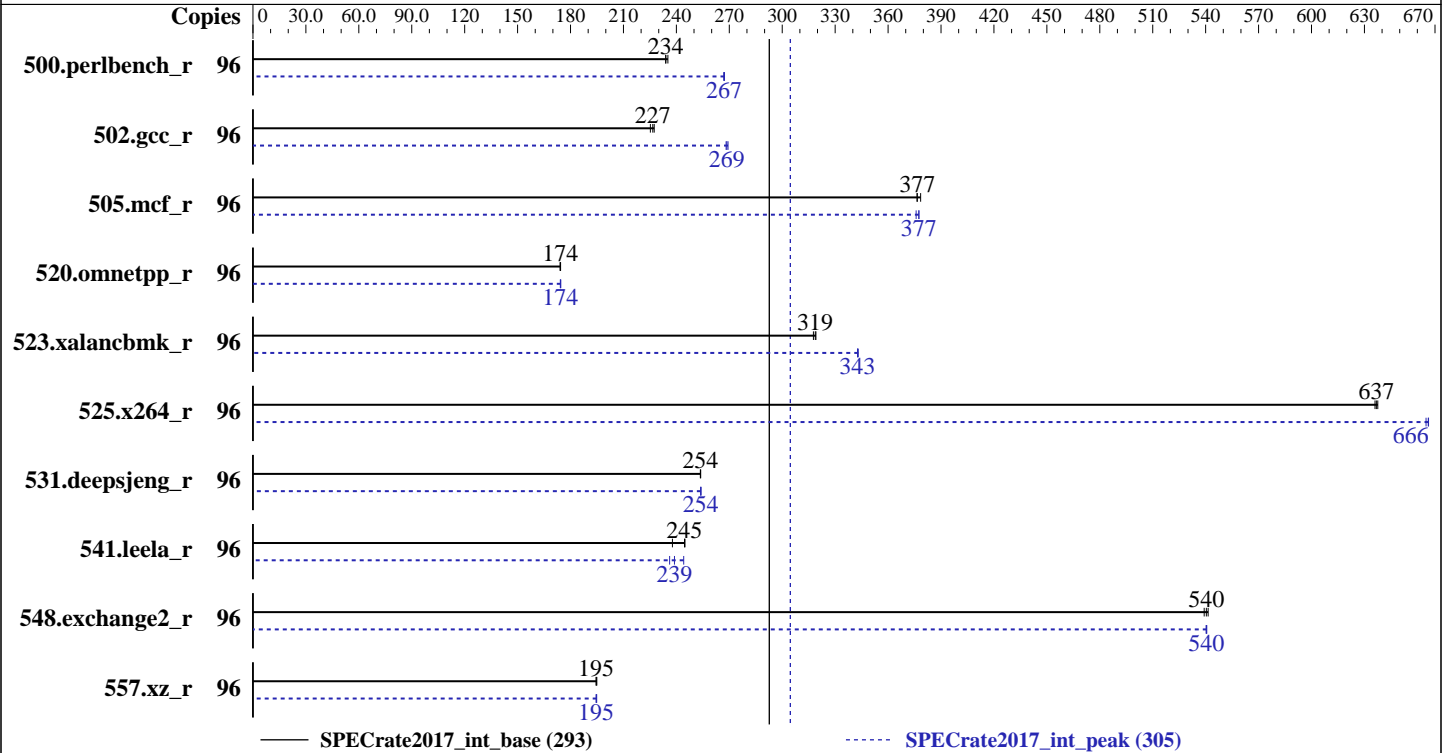 Copies 0 30.0 60.0 90.0 120 150 180 210 240 270 300 330 360 390 420 450 480 510 540 570 600 630 670
234
500.perlbench_r 96
267
227
502.gcc_r 96
269
377
505.mcf_r 96
377
174
520.omnetpp_r 96
174
319
523.xalancbmk_r 96
343
637
525.x264_r 96
666
254
531.deepsjeng_r 96
254
245
541.leela_r 96
239
540
548.exchange2_r 96
540
195
557.xz_r 96
195
SPECrate2017_int_base (293) SPECrate2017_int_peak (305)